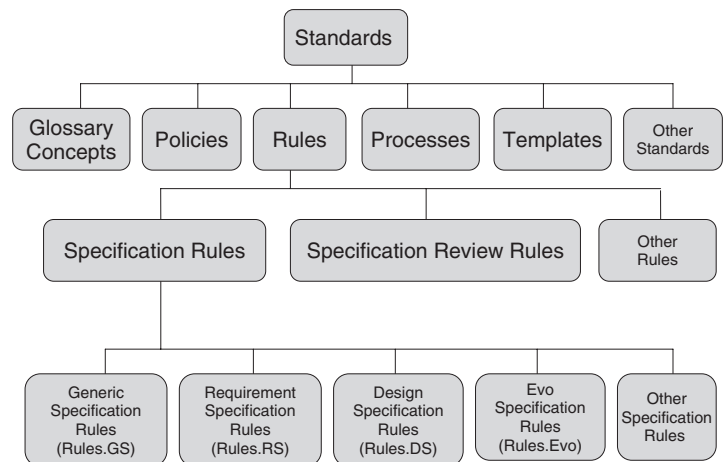 Standards
Glossary
Concepts
Policies
Rules
Processes
Templates
Other
Standards
Specification Rules
Specification Review Rules
Other
Rules
Generic
Specification
Rules
(Rules.GS)
Requirement
Specification
Rules
(Rules.RS)
Design
Specification
Rules
(Rules.DS)
Evo
Specification
Rules
(Rules.Evo)
Other
Specification
Rules